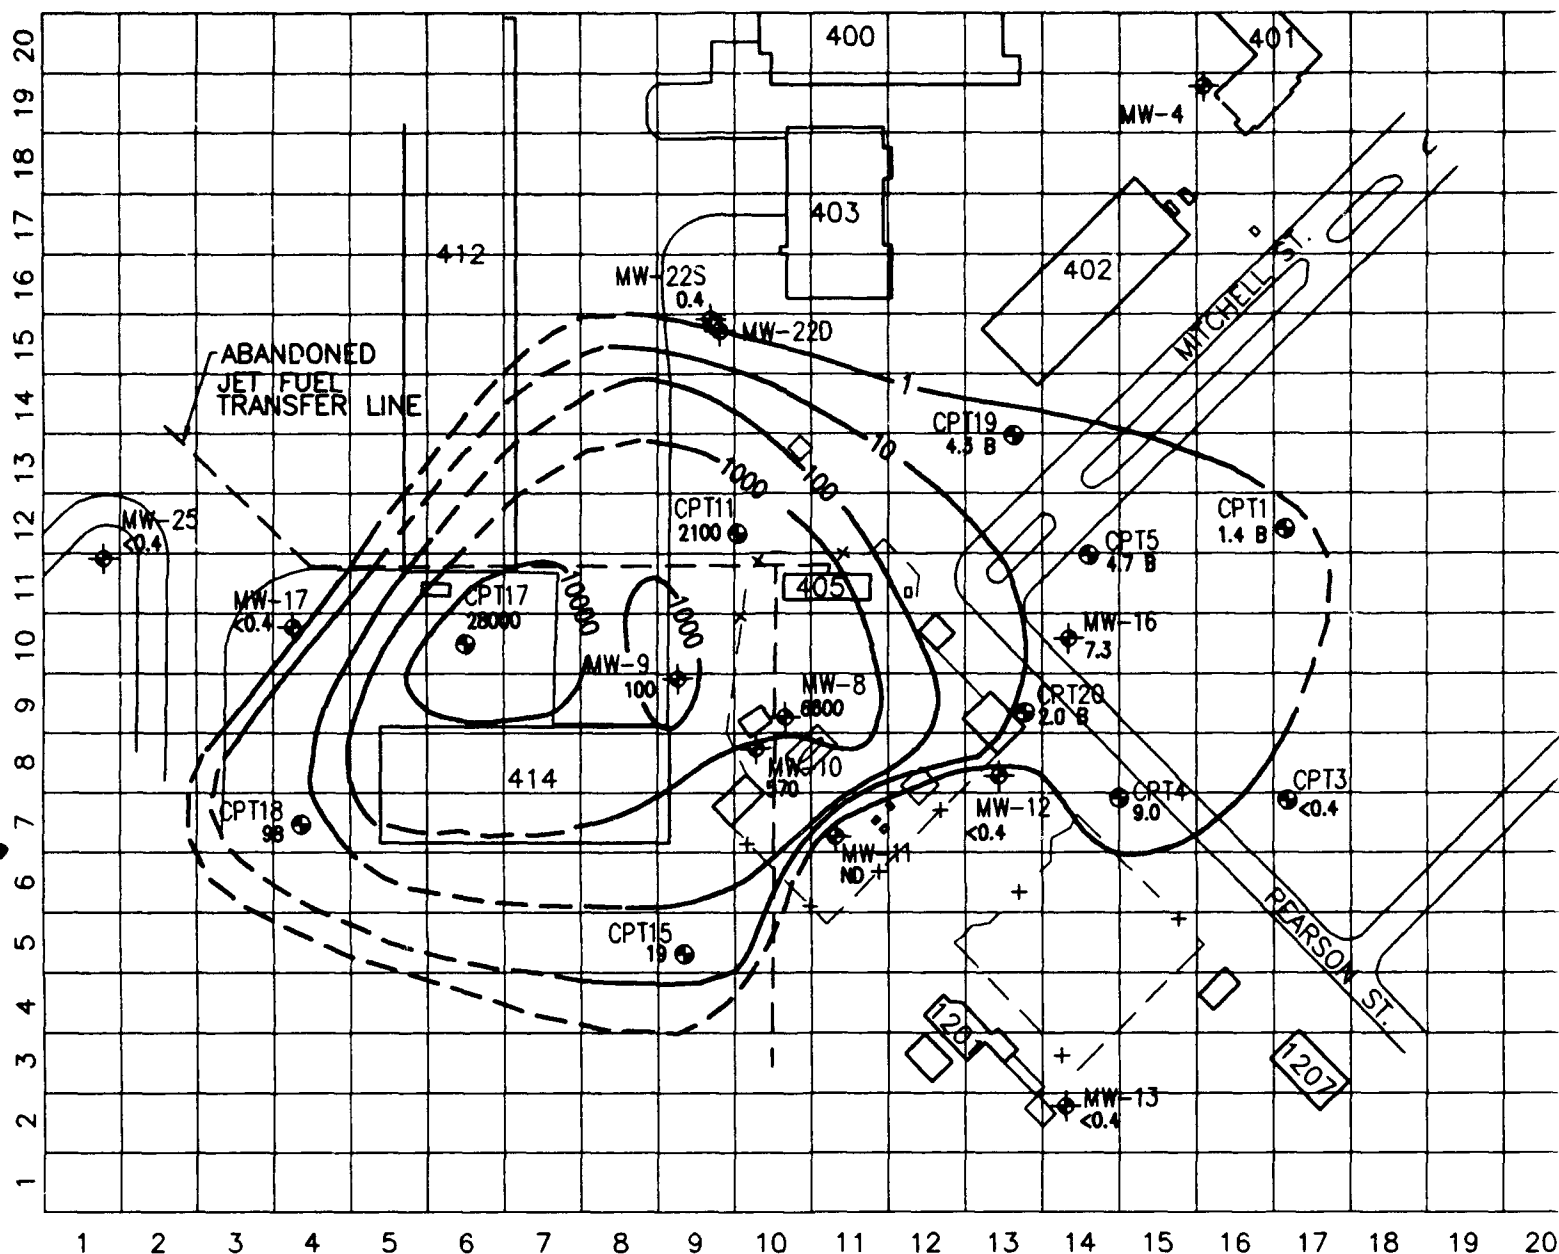 20
400
401
19
MW-4
18
403
17
412
402
MITCHELL ST.
16
MW-22S
0.4
MW-22D
15
ABANDONED
JET FUEL
TRANSFER LINE
1
14
CPT19
4.3 B
10
13
1000
100
CPT11
2100
CPT1
1.4 B
12
MW-25
<0.4
CPT5
4.7 B
11
CPT17
28000
10000
405
MW-17
<0.4
1000
10
MW-16
7.3
MW-9
100
MW-8
6600
CPT20
2.0 B
9
8
414
MW-10
570
CPT4
9.0
CPT3
<0.4
CPT18
98
MW-12
<0.4
7
MW-11
ND
6
PEARSON ST.
CPT15
19
5
4
1201
3
1207
2
MW-13
<0.4
1
1 2 3 4 5 6 7 8 9 10 11 12 13 14 15 16 17 18 19 20